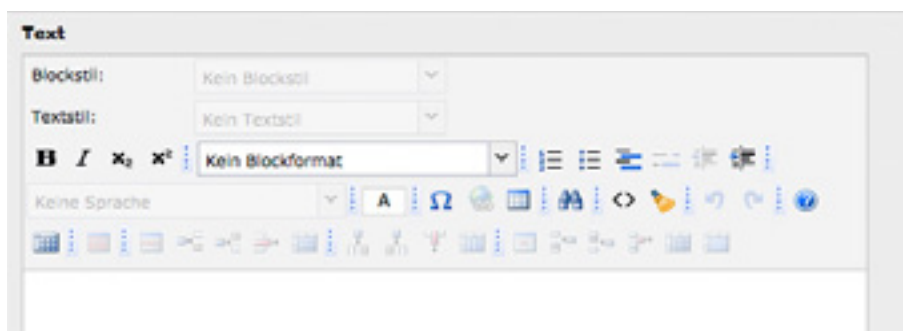 Text
Blockstil: Kein Blockstil
Textstil: Kein Textstil
B I x₂ x² Kein Blockformat
Keine Sprache A Ω <>